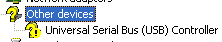 Other devices
Universal Serial Bus (USB) Controller